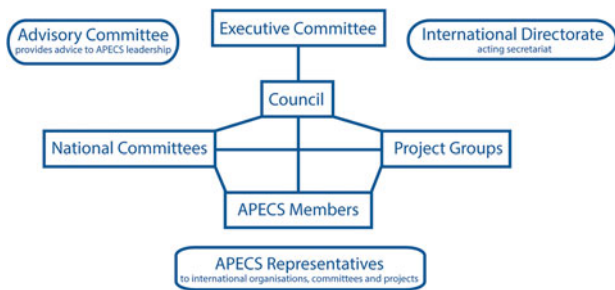 Advisory Committee
provides advice to APECS leadership
Executive Committee
International Directorate
acting secretariat
Council
National Committees
Project Groups
APECS Members
APECS Representatives
to international organisations, committees and projects